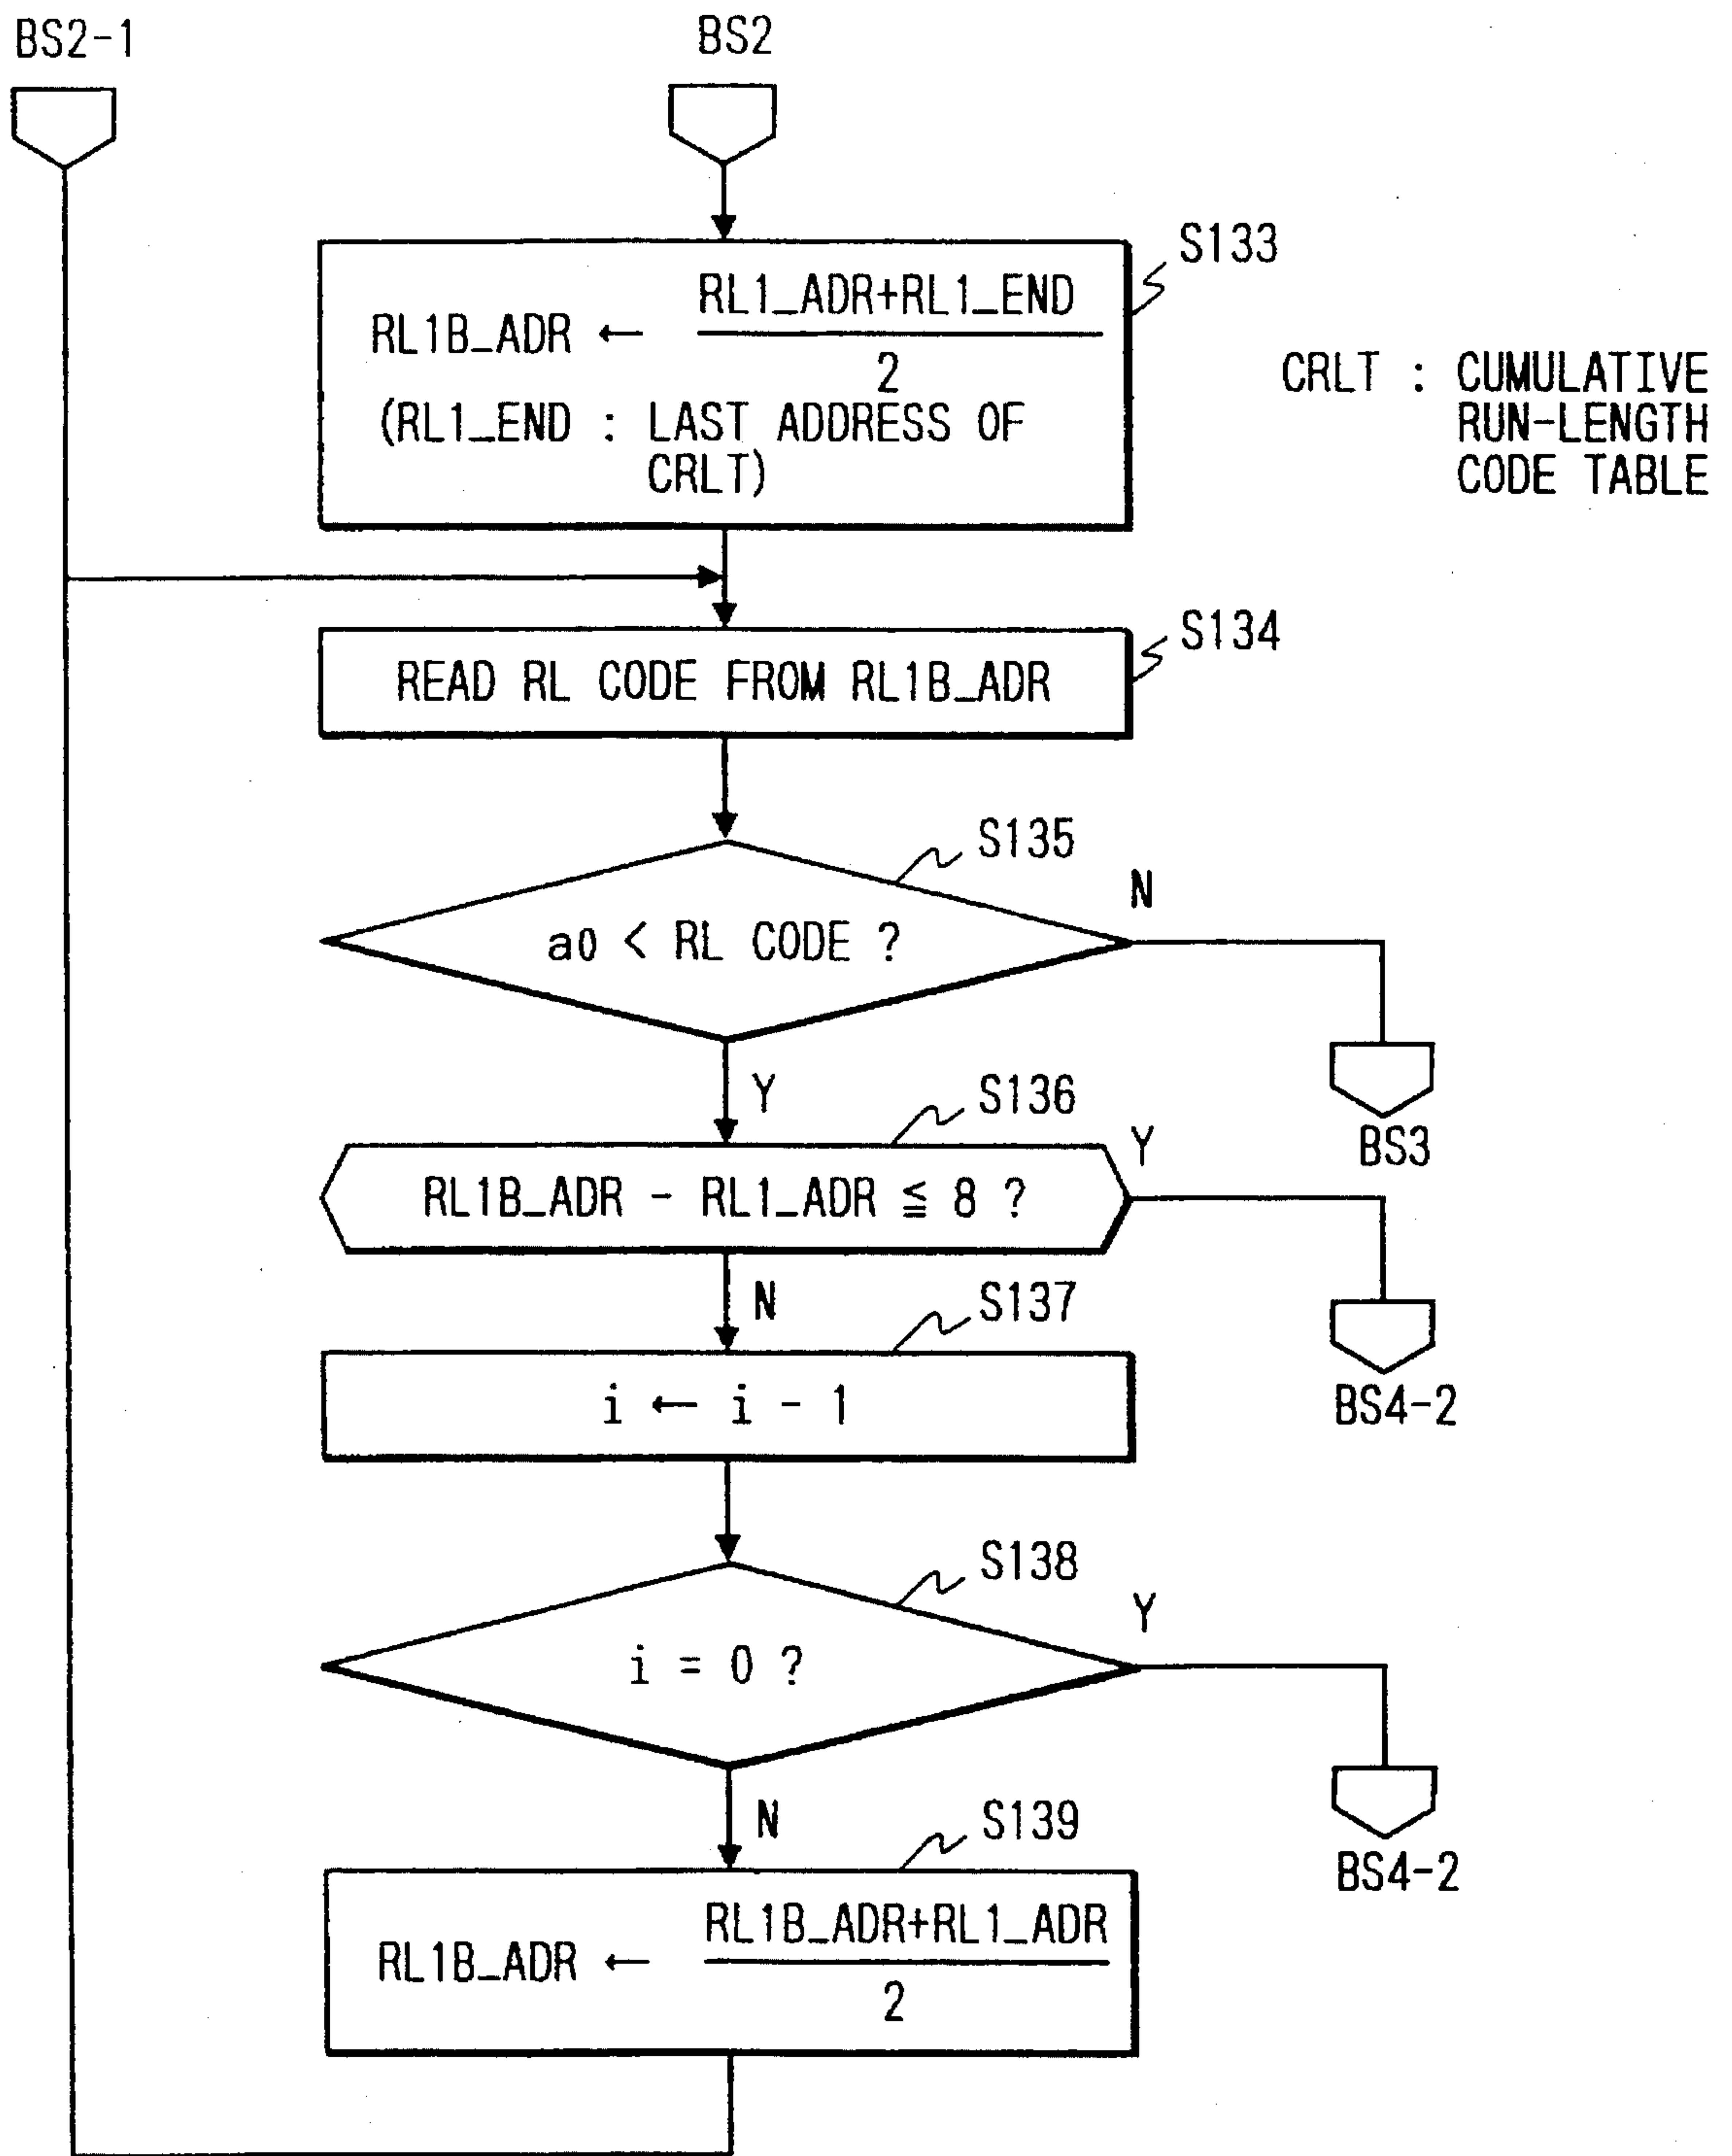 BS2-1
BS2
S133
RL1B_ADR ← RL1_ADR+RL1_END
2
(RL1_END : LAST ADDRESS OF
CRLT)
CRLT : CUMULATIVE
RUN-LENGTH
CODE TABLE
S134
READ RL CODE FROM RL1B_ADR
S135
a0 < RL CODE ?
N
Y
BS3
S136
RL1B_ADR - RL1_ADR ≦ 8 ?
Y
N
BS4-2
S137
i ← i - 1
S138
i = 0 ?
Y
N
BS4-2
S139
RL1B_ADR ← RL1B_ADR+RL1_ADR
2